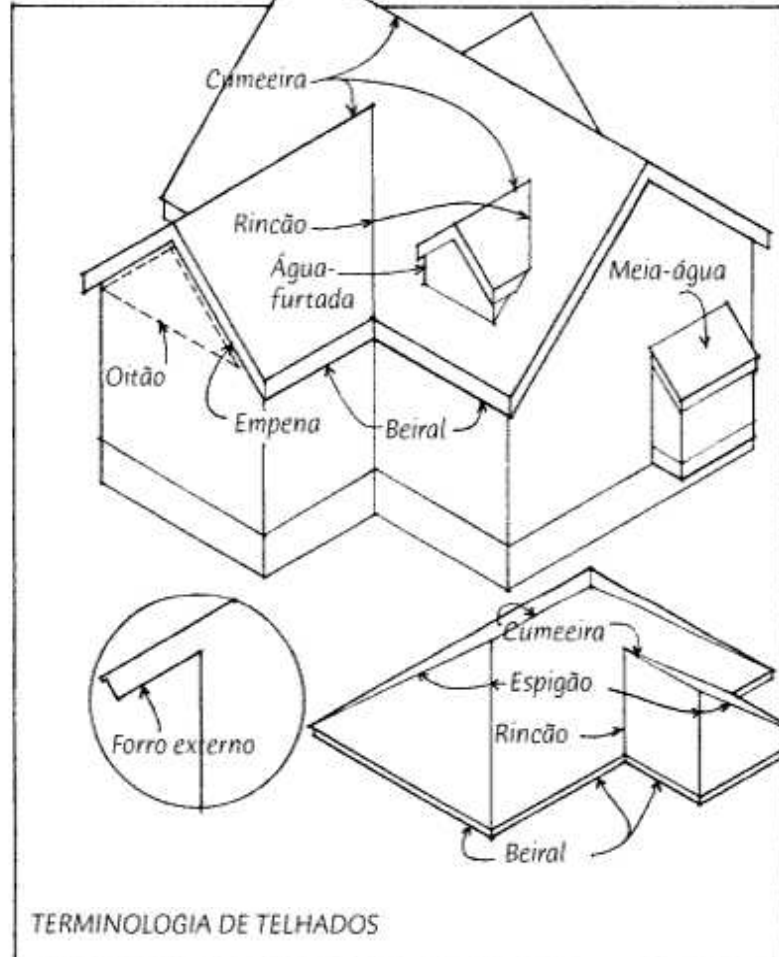 Cumeeira
Rincão
Água-
furtada
Meia-água
Oitão
Empena
Beiral
Cumeeira
Espigão
Forro externo
Rincão
Beiral
TERMINOLOGIA DE TELHADOS